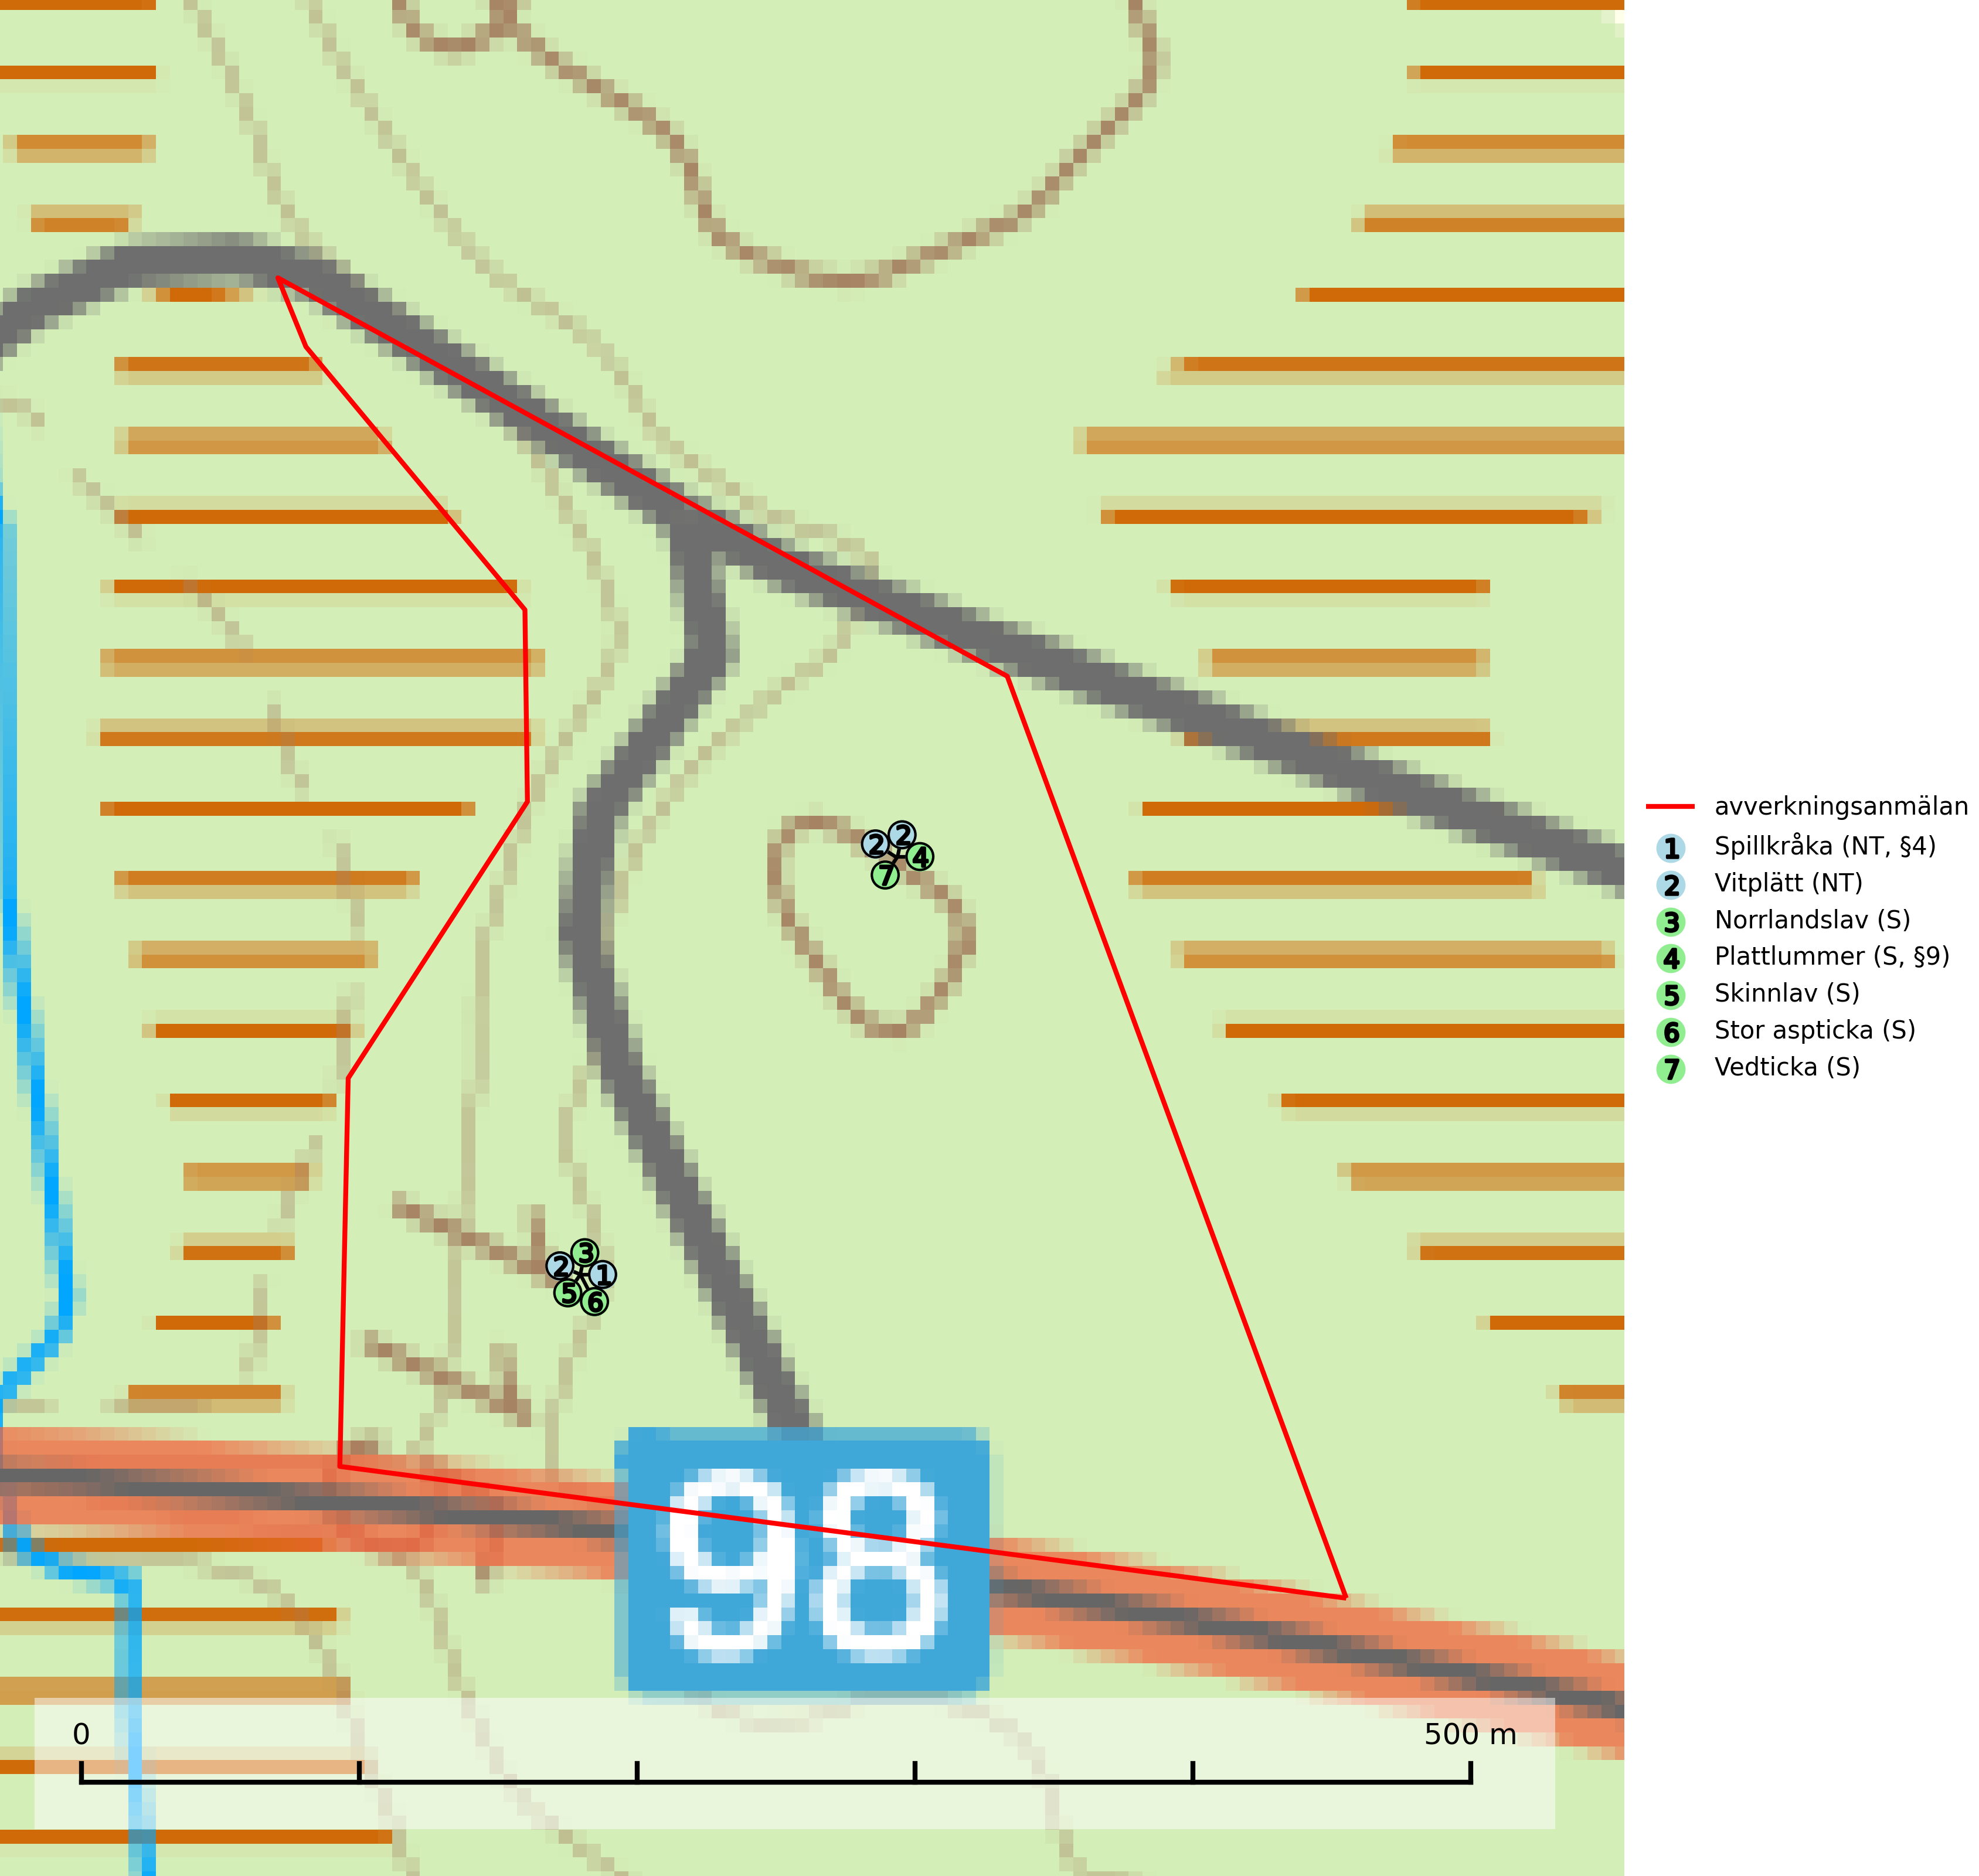 2 2
4
7
3
2 1
5 6
98
0 500 m
avverkningsanmälan
1 Spillkråka (NT, §4)
2 Vitplätt (NT)
3 Norrlandslav (S)
4 Plattlummer (S, §9)
5 Skinnlav (S)
6 Stor aspticka (S)
7 Vedticka (S)